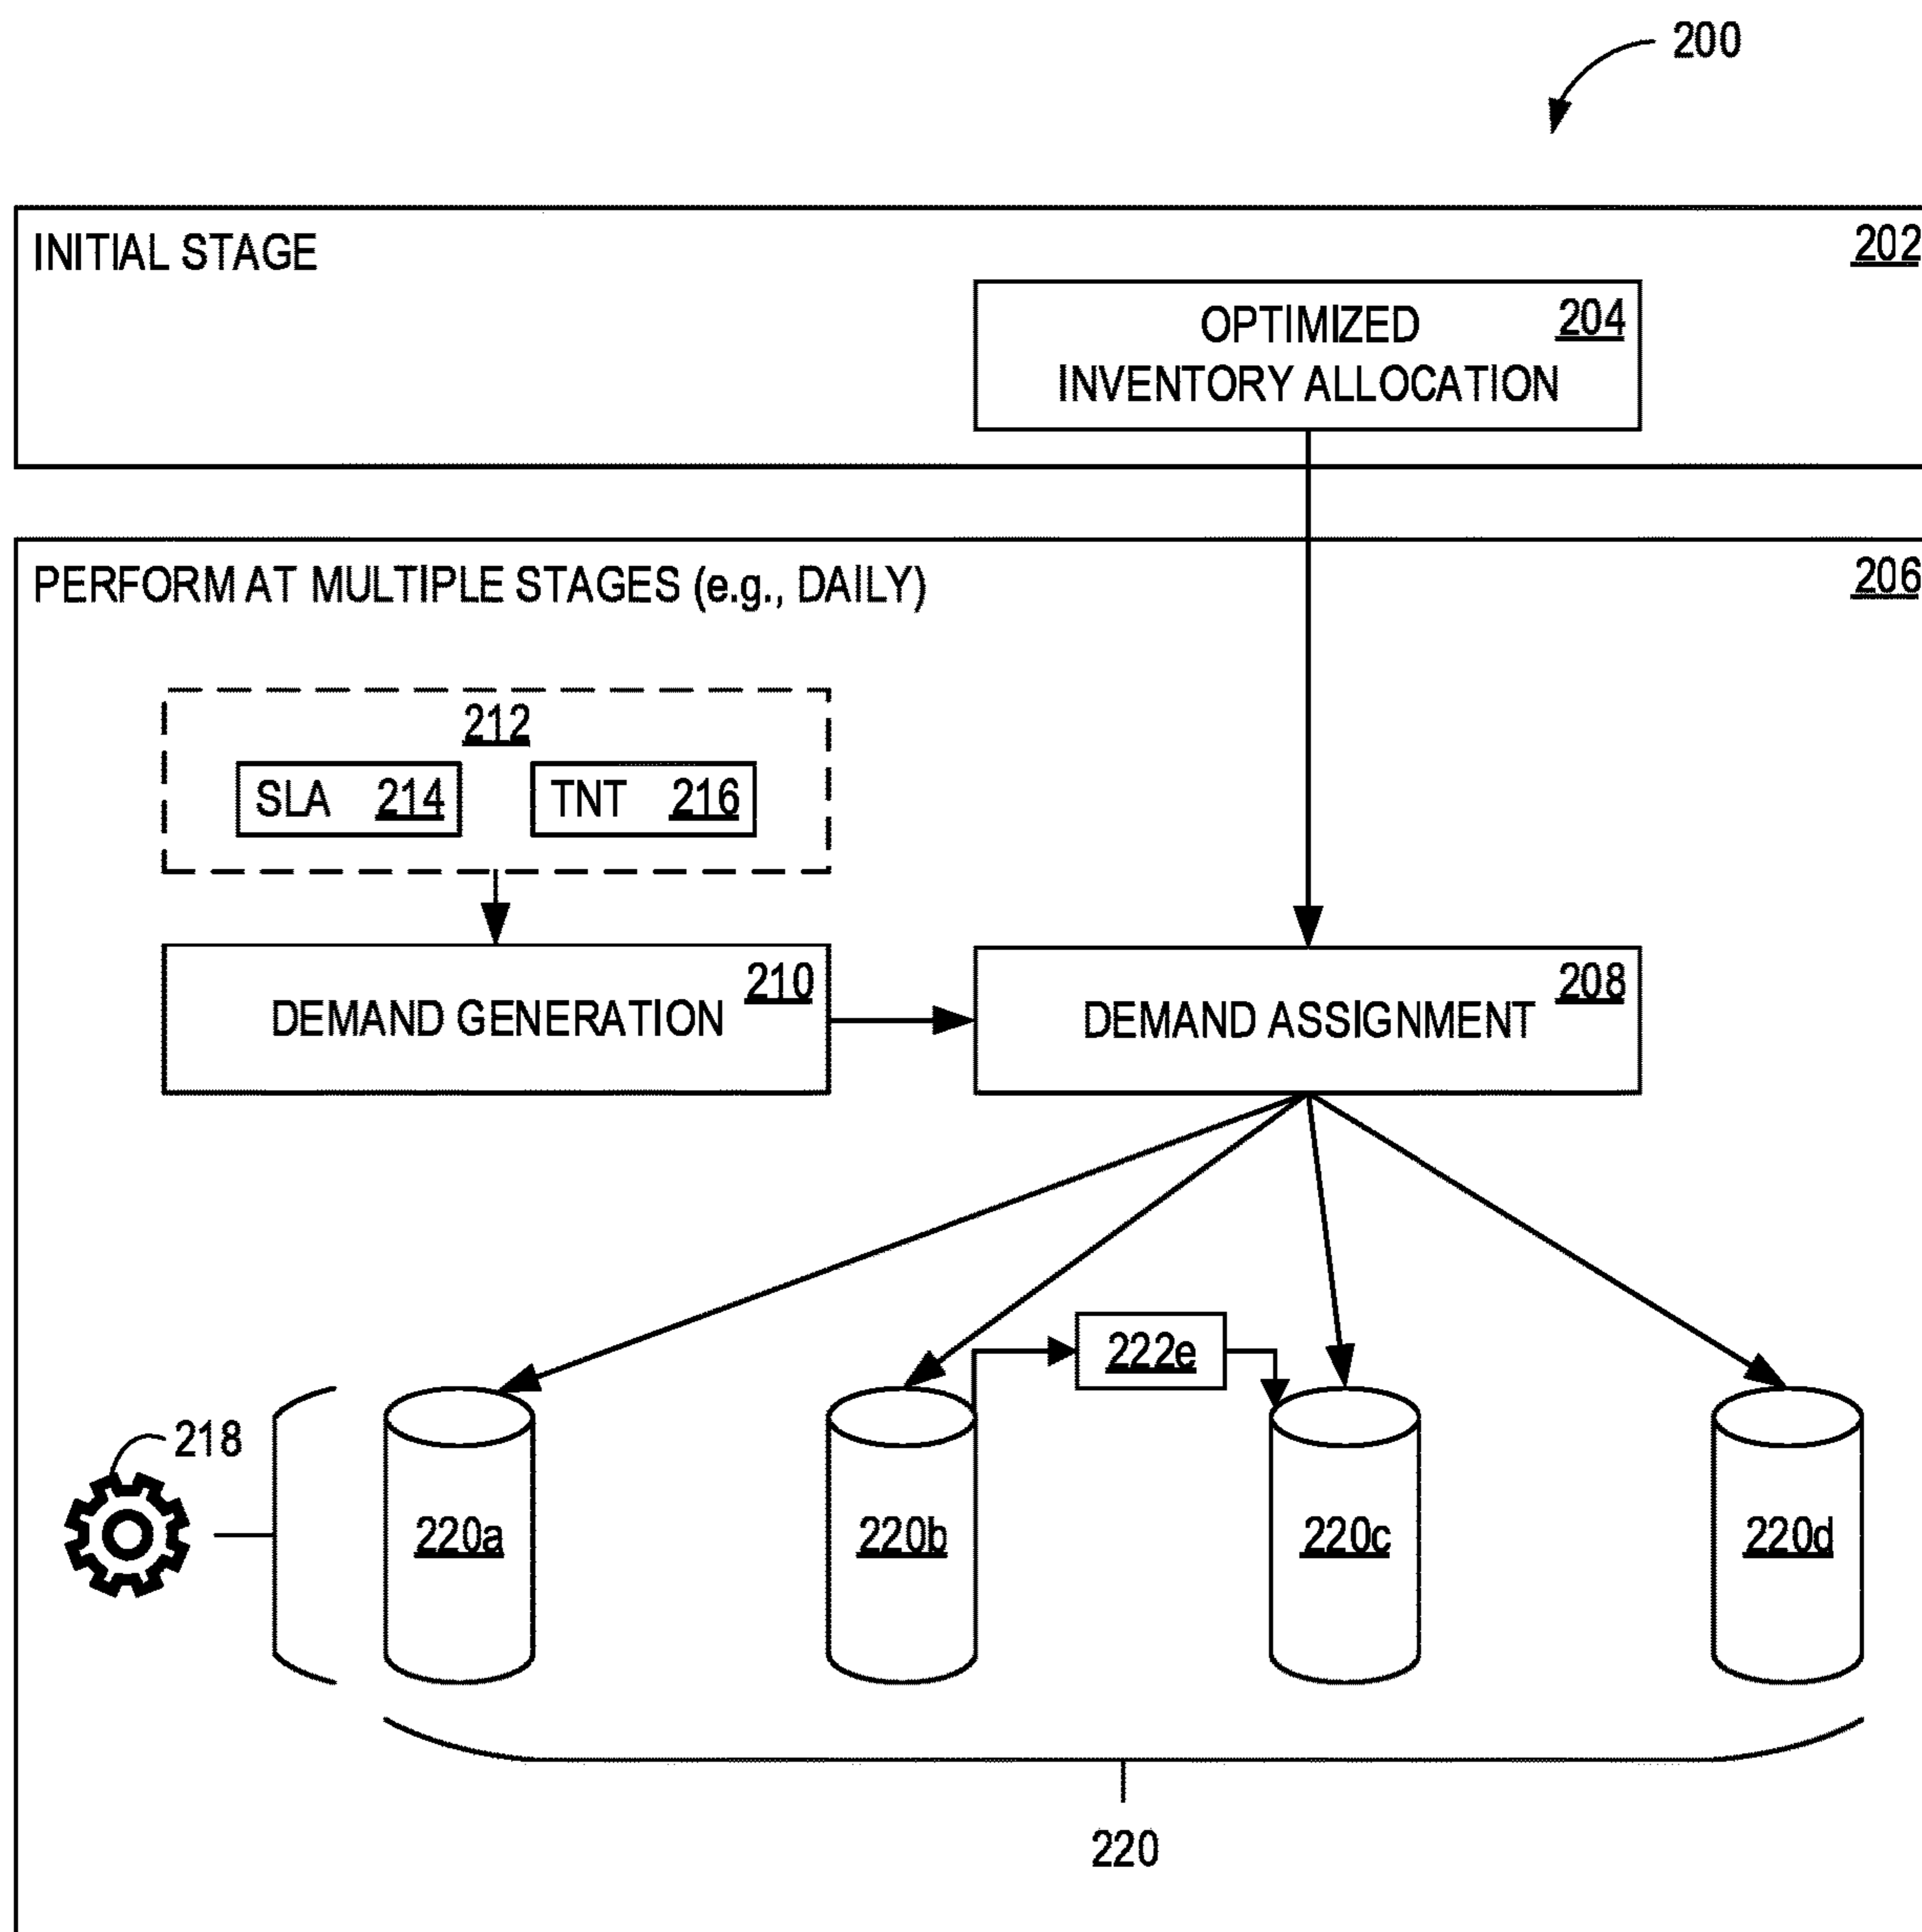 200
INITIAL STAGE 202
OPTIMIZED 204
INVENTORY ALLOCATION
PERFORM AT MULTIPLE STAGES (e.g., DAILY) 206
212
SLA 214 TNT 216
DEMAND GENERATION 210
DEMAND ASSIGNMENT 208
222e
218
220a 220b 220c 220d
220